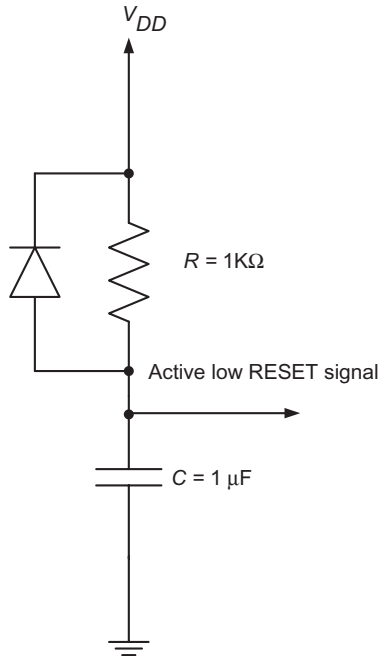 V_DD
R = 1KΩ
Active low RESET signal
C = 1 μF